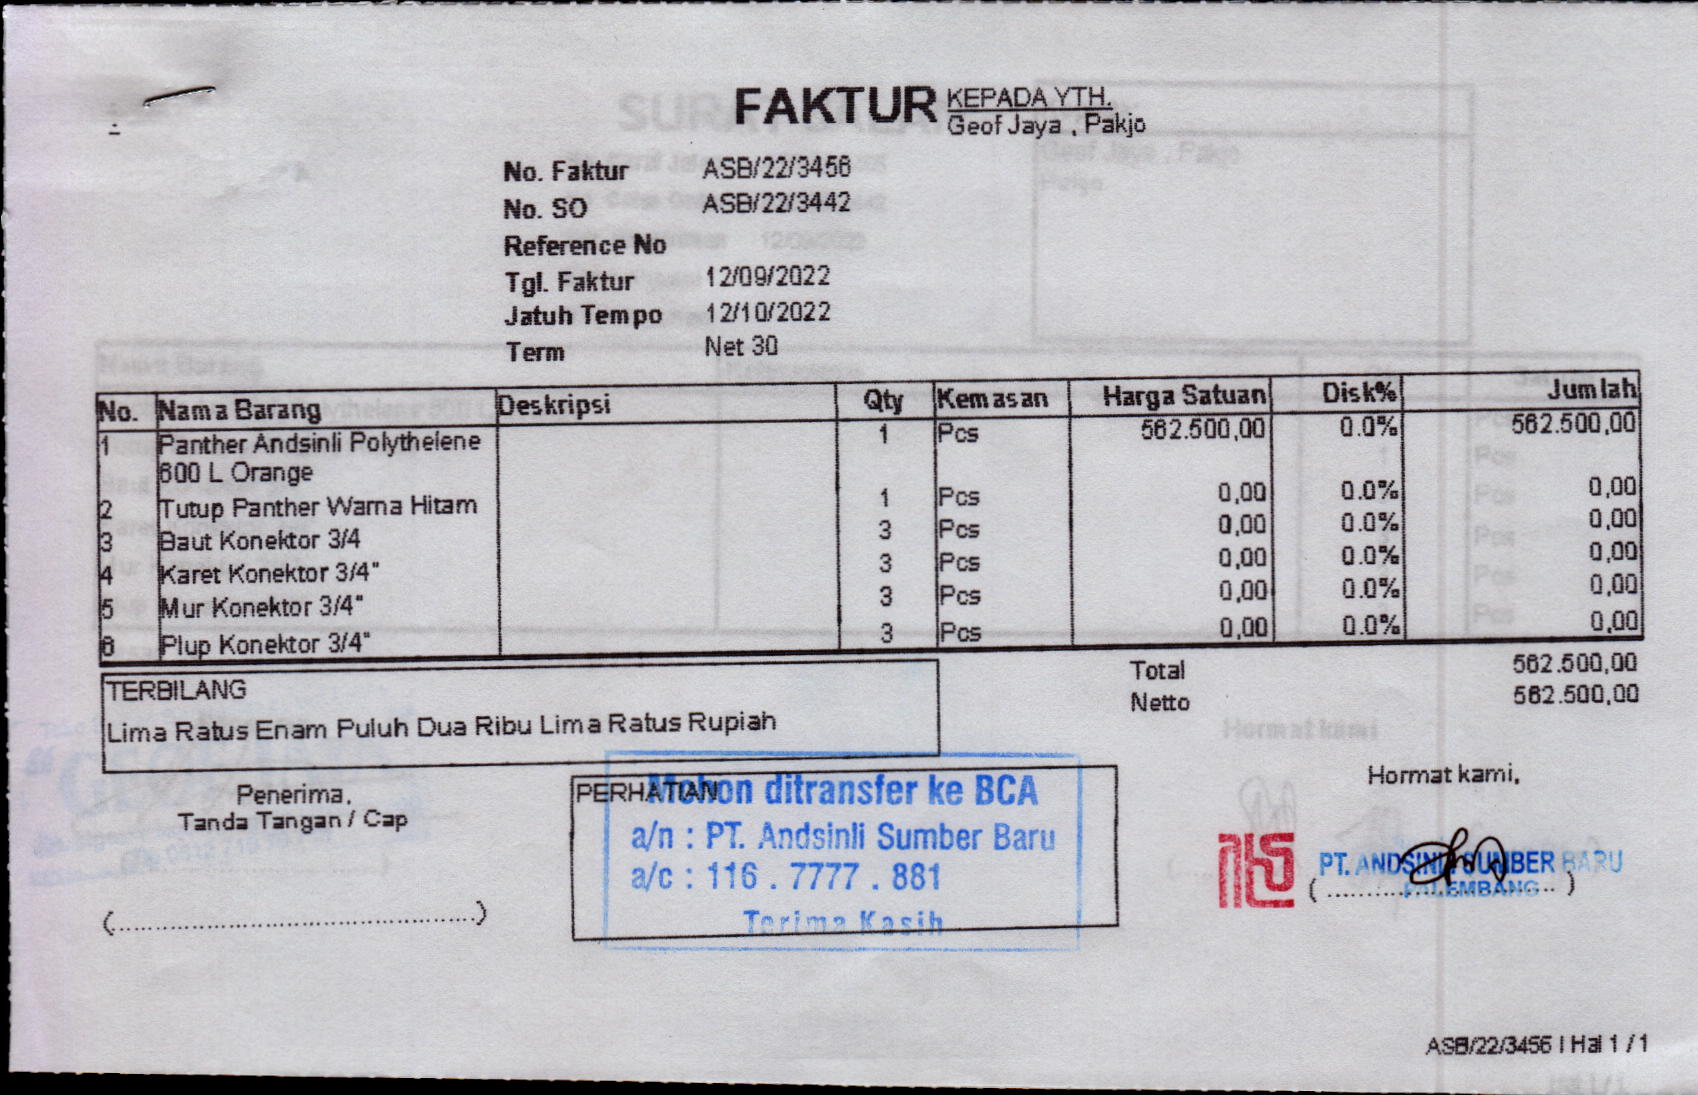 FAKTUR
KEPADA YTH.
Geof Jaya , Pakjo
No. Faktur ASB/22/3456
No. SO ASB/22/3442
Reference No
Tgl. Faktur 12/09/2022
Jatuh Tempo 12/10/2022
Term Net 30
No. Nama Barang Deskripsi Qty Kemasan Harga Satuan Disk% Jumlah
1 Panther Andsinli Polythelene 1 Pcs 562.500,00 0.0% 562.500,00
600 L Orange
2 Tutup Panther Warna Hitam 1 Pcs 0,00 0.0% 0,00
3 Baut Konektor 3/4 3 Pcs 0,00 0.0% 0,00
4 Karet Konektor 3/4" 3 Pcs 0,00 0.0% 0,00
5 Mur Konektor 3/4" 3 Pcs 0,00 0.0% 0,00
6 Plup Konektor 3/4" 3 Pcs 0,00 0.0% 0,00
Total 562.500,00
Netto 562.500,00
TERBILANG
Lima Ratus Enam Puluh Dua Ribu Lima Ratus Rupiah
Penerima,
Tanda Tangan / Cap
(................................................)
PERHATIAN
Mohon ditransfer ke BCA
a/n : PT. Andsinli Sumber Baru
a/c : 116 . 7777 . 881
Terima Kasih
Hormat kami,
PT. ANDSINLI SUMBER BARU
PALEMBANG
ASB/22/3456 | Hal 1 / 1